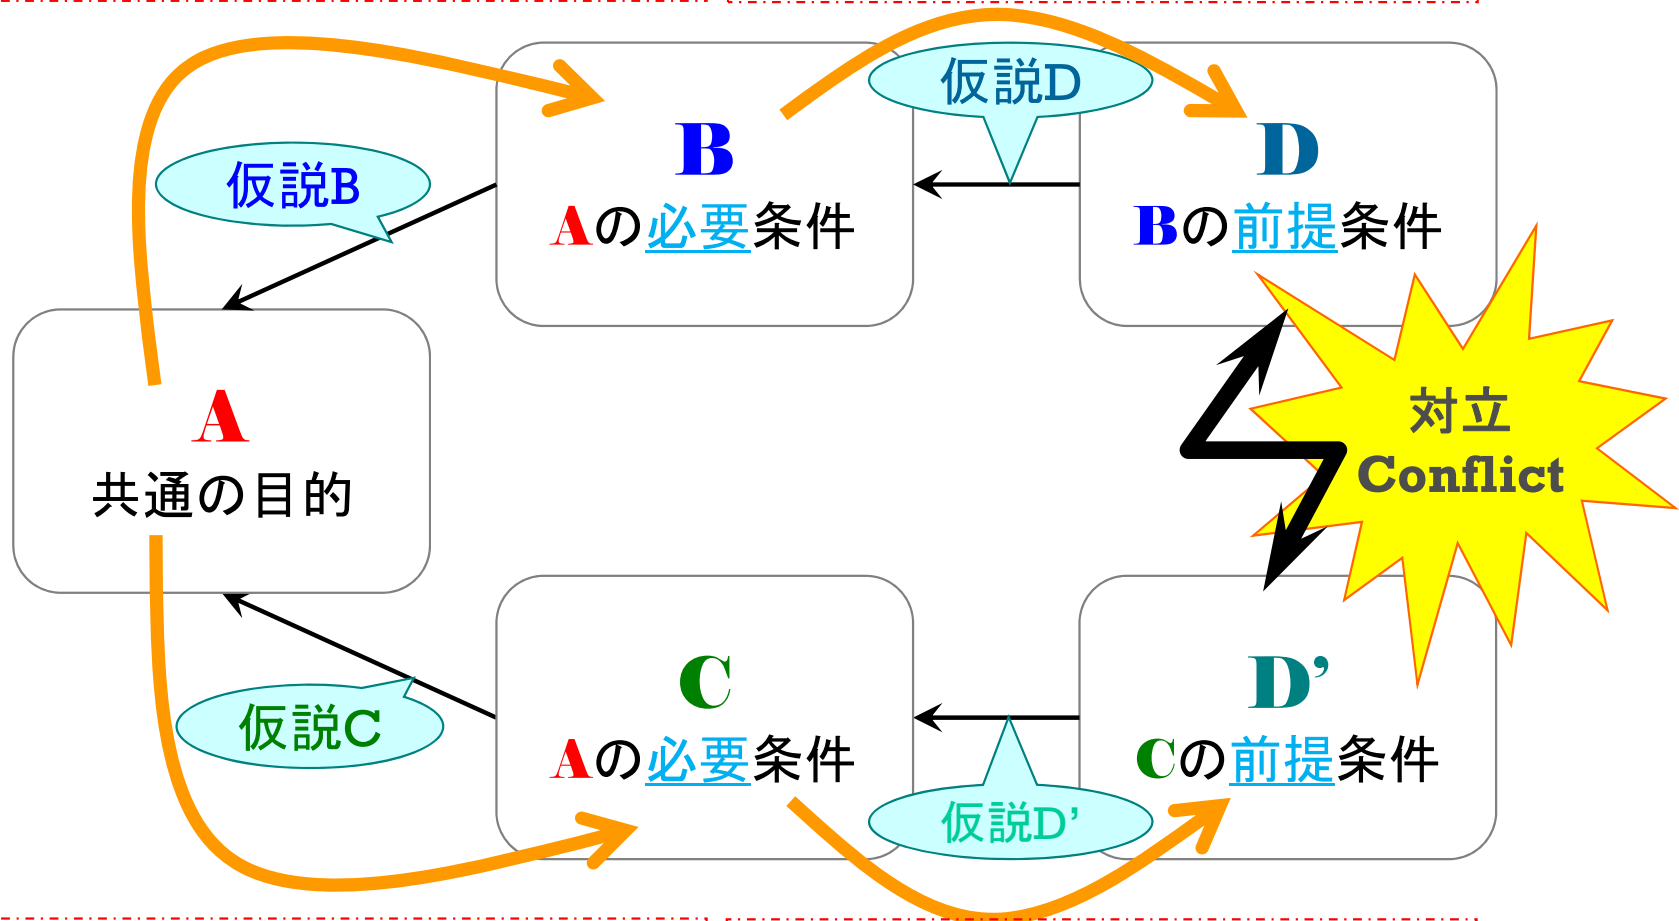 仮説D
B
Aの必要条件
D
Bの前提条件
仮説B
A
共通の目的
対立
Conflict
仮説C
C
Aの必要条件
D’
Cの前提条件
仮説D’